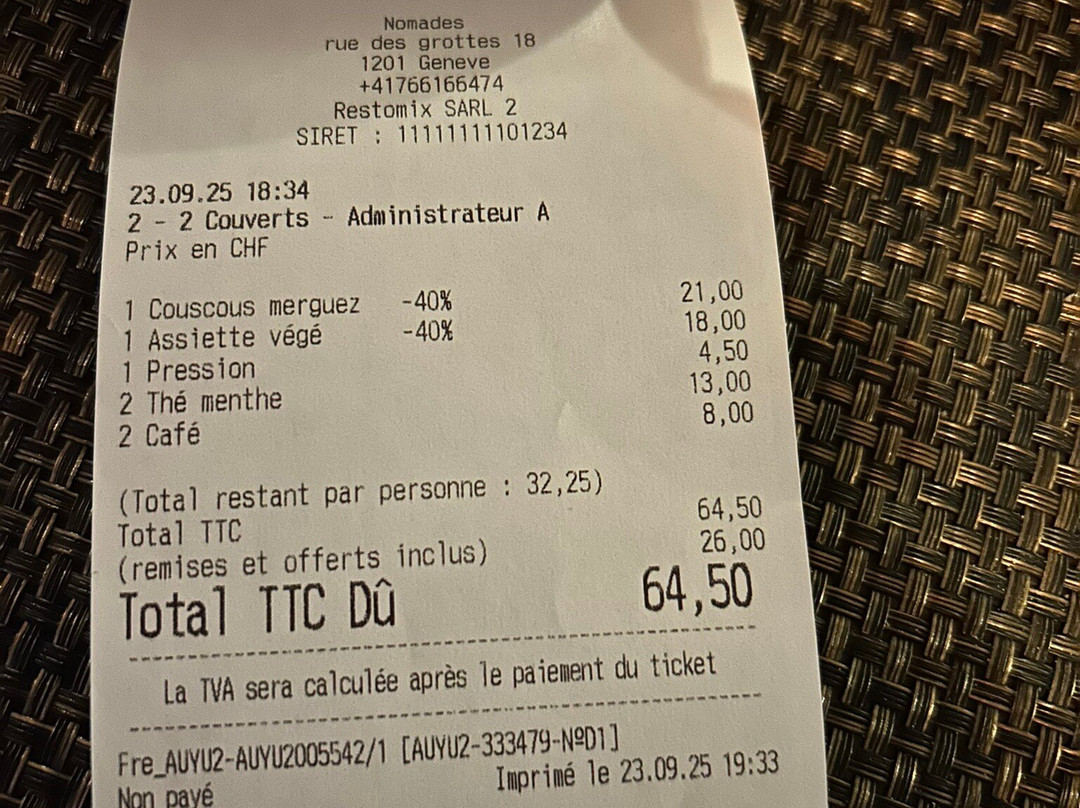 Nomades
rue des grottes 18
1201 Geneve
+41766166474
Restomix SARL 2
SIRET : 11111111101234
23.09.25 18:34
2 - 2 Couverts - Administrateur A
Prix en CHF
1 Couscous merguez -40% 21,00
1 Assiette végé -40% 18,00
1 Pression 4,50
2 Thé menthe 13,00
2 Café 8,00
(Total restant par personne : 32,25)
Total TTC 64,50
(remises et offerts inclus) 26,00
Total TTC Dû 64,50
La TVA sera calculée après le paiement du ticket
Fre_AUYU2-AUYU2005542/1 [AUYU2-333479-NºD1]
Imprimé le 23.09.25 19:33
Non payé